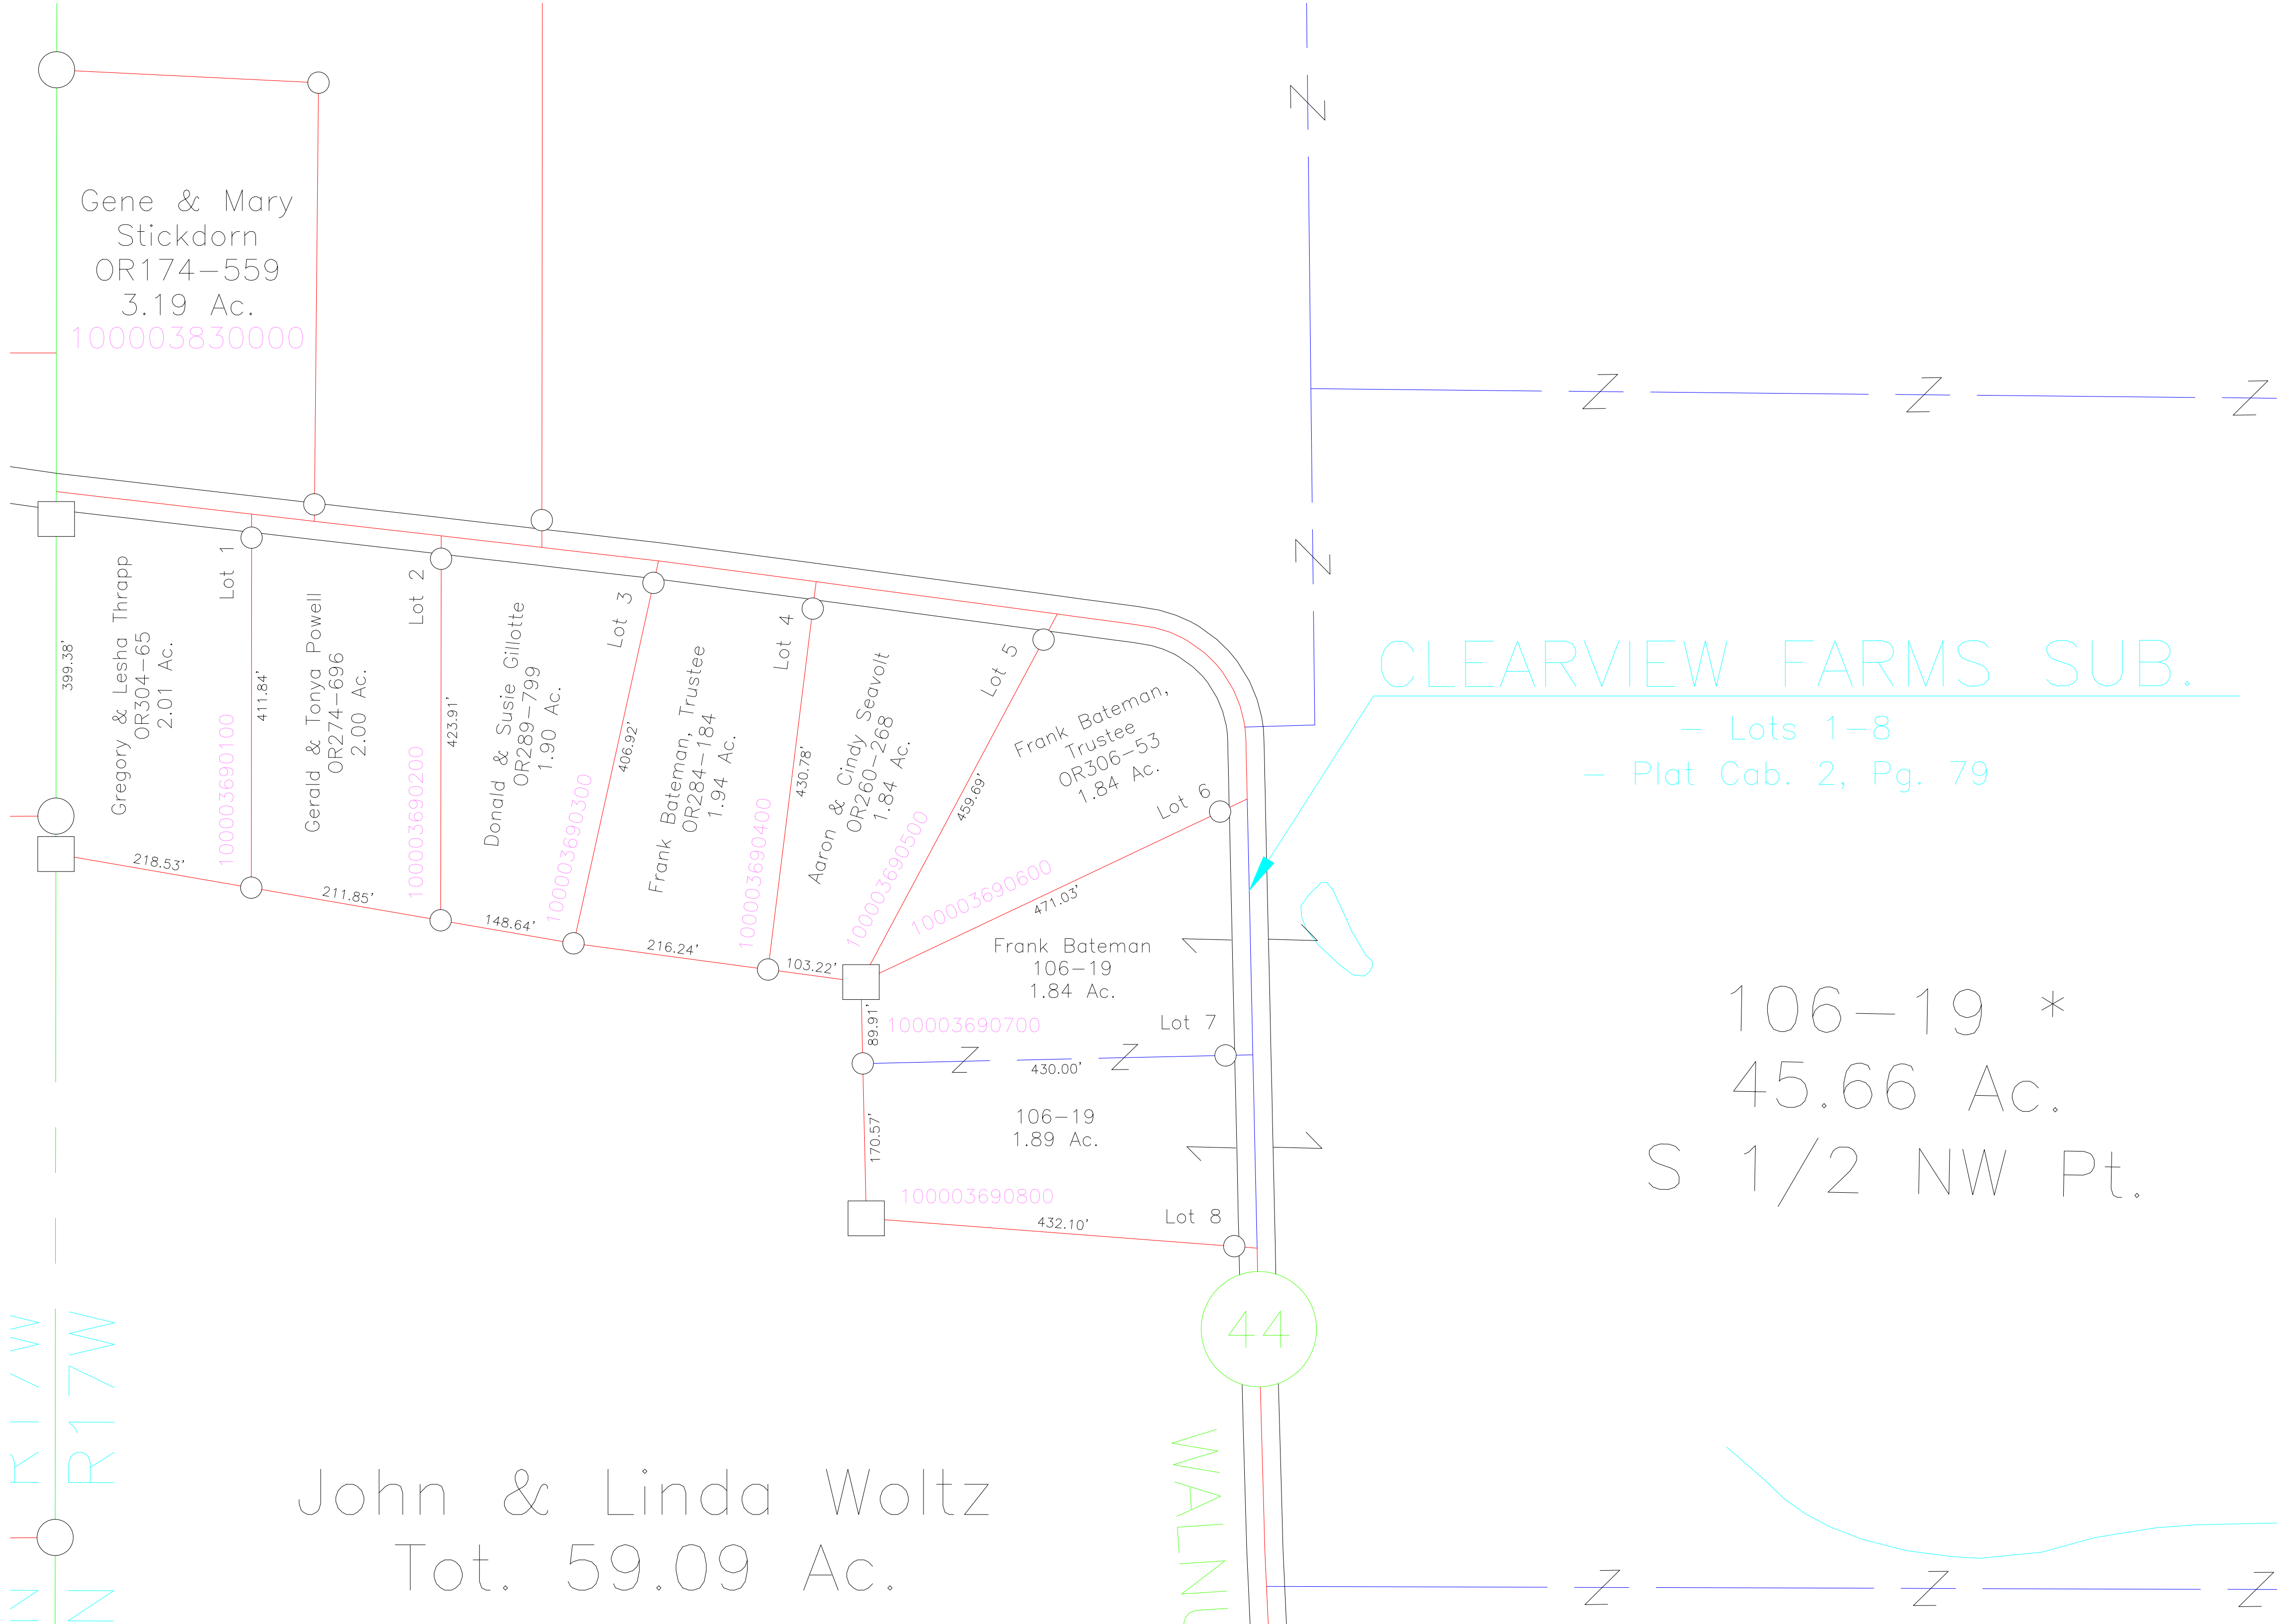 Gene & Mary
Stickdorn
OR174-559
3.19 Ac.
100003830000
399.38'
Gregory & Lesha Thrapp
OR304-65
2.01 Ac.
Lot 1
100003690100
218.53'
411.84'
Gerald & Tonya Powell
OR274-696
2.00 Ac.
Lot 2
100003690200
211.85'
423.91'
Donald & Susie Gillotte
OR289-799
1.90 Ac.
Lot 3
100003690300
148.64'
406.92'
Frank Bateman, Trustee
OR284-184
1.94 Ac.
Lot 4
100003690400
216.24'
430.78'
Aaron & Cindy Seavolt
OR260-268
1.84 Ac.
Lot 5
100003690500
103.22'
459.69'
Frank Bateman,
Trustee
OR306-53
1.84 Ac.
Lot 6
100003690600
471.03'
Frank Bateman
106-19
1.84 Ac.
Lot 7
100003690700
89.91'
430.00'
106-19
1.89 Ac.
170.57'
100003690800
Lot 8
432.10'
CLEARVIEW FARMS SUB.
- Lots 1-8
- Plat Cab. 2, Pg. 79
106-19 *
45.66 Ac.
S 1/2 NW Pt.
44
WALNU
R17W
R17W
N
N
John & Linda Woltz
Tot. 59.09 Ac.